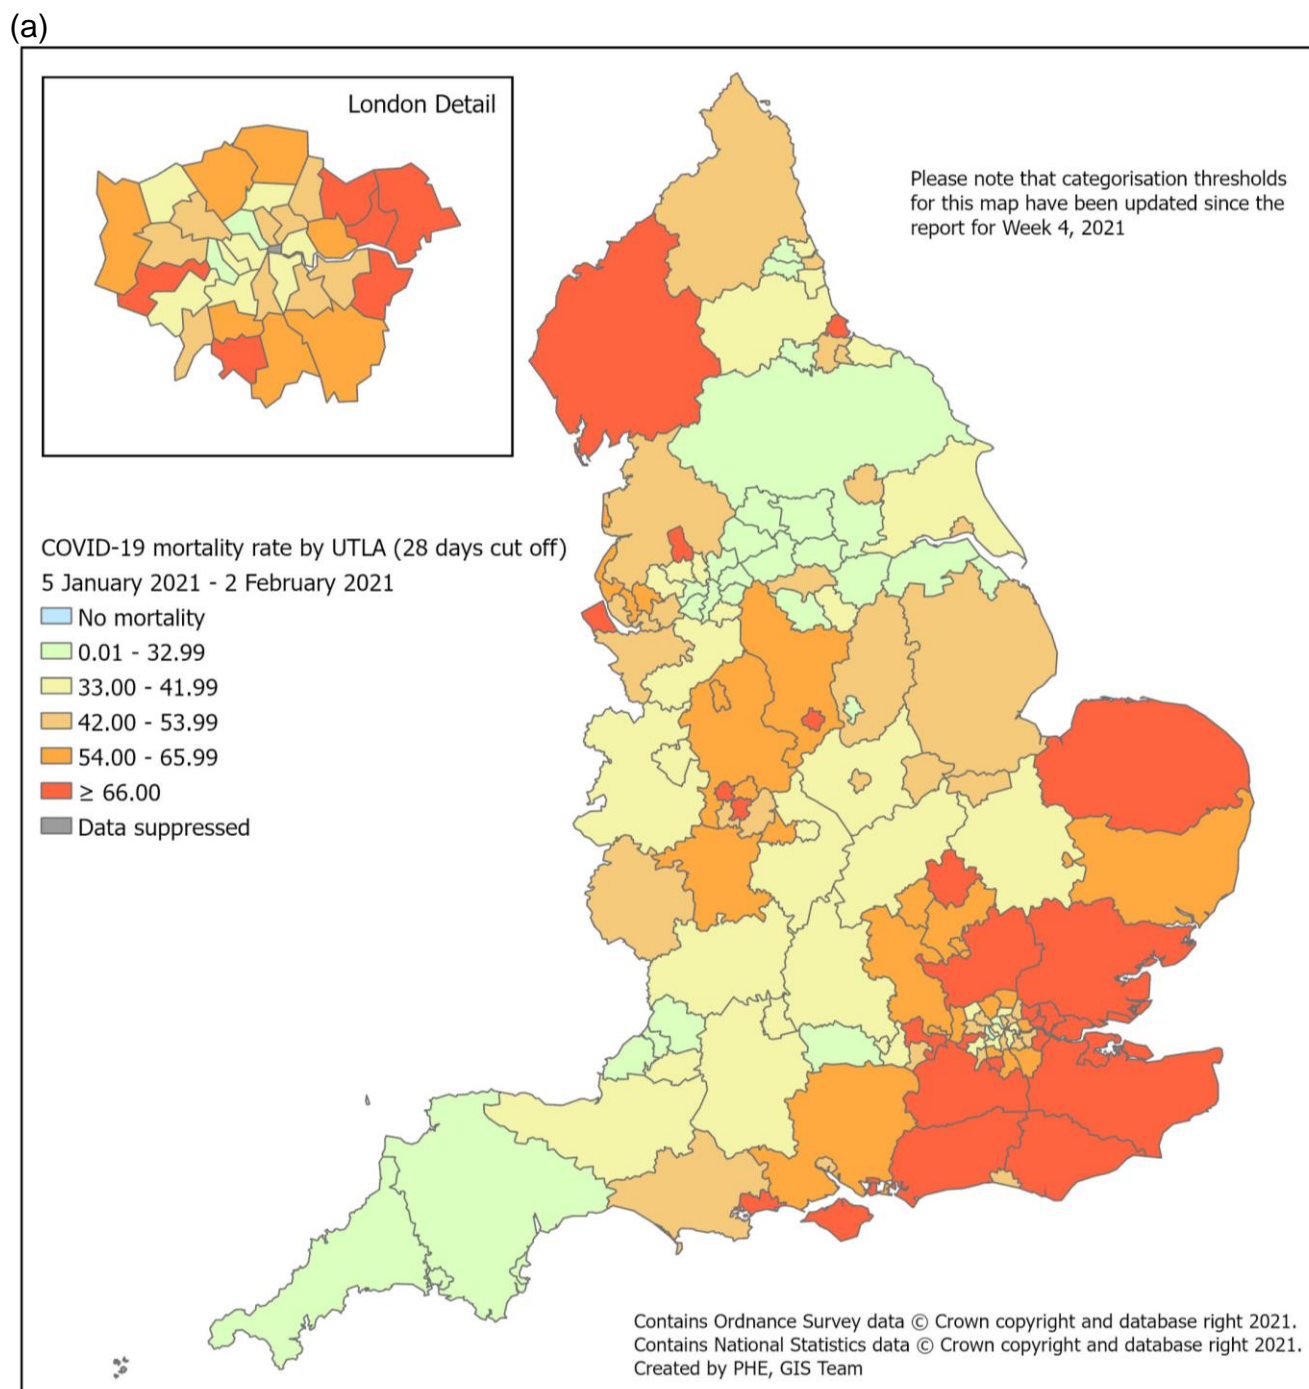 (a)
London Detail
Please note that categorisation thresholds
for this map have been updated since the
report for Week 4, 2021
COVID-19 mortality rate by UTLA (28 days cut off)
5 January 2021 - 2 February 2021
No mortality
0.01 - 32.99
33.00 - 41.99
42.00 - 53.99
54.00 - 65.99
≥ 66.00
Data suppressed
Contains Ordnance Survey data © Crown copyright and database right 2021.
Contains National Statistics data © Crown copyright and database right 2021.
Created by PHE, GIS Team